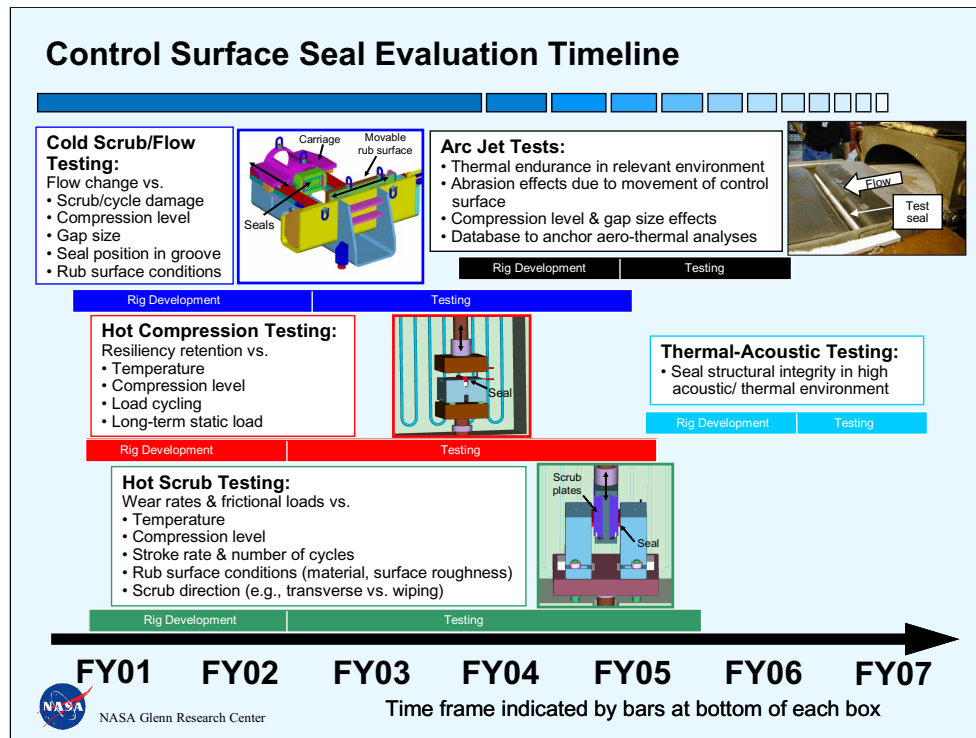 Control Surface Seal Evaluation Timeline
Cold Scrub/Flow
Testing:
Flow change vs.
• Scrub/cycle damage
• Compression level
• Gap size
• Seal position in groove
• Rub surface conditions
Carriage
Movable
rub surface
Seals
Rig Development
Testing
Arc Jet Tests:
• Thermal endurance in relevant environment
• Abrasion effects due to movement of control
surface
• Compression level & gap size effects
• Database to anchor aero-thermal analyses
Flow
Test
seal
Rig Development
Testing
Hot Compression Testing:
Resiliency retention vs.
• Temperature
• Compression level
• Load cycling
• Long-term static load
Seal
Rig Development
Testing
Thermal-Acoustic Testing:
• Seal structural integrity in high
acoustic/ thermal environment
Rig Development
Testing
Hot Scrub Testing:
Wear rates & frictional loads vs.
• Temperature
• Compression level
• Stroke rate & number of cycles
• Rub surface conditions (material, surface roughness)
• Scrub direction (e.g., transverse vs. wiping)
Scrub
plates
Seal
Rig Development
Testing
FY01 FY02 FY03 FY04 FY05 FY06 FY07
NASA
NASA Glenn Research Center
Time frame indicated by bars at bottom of each box